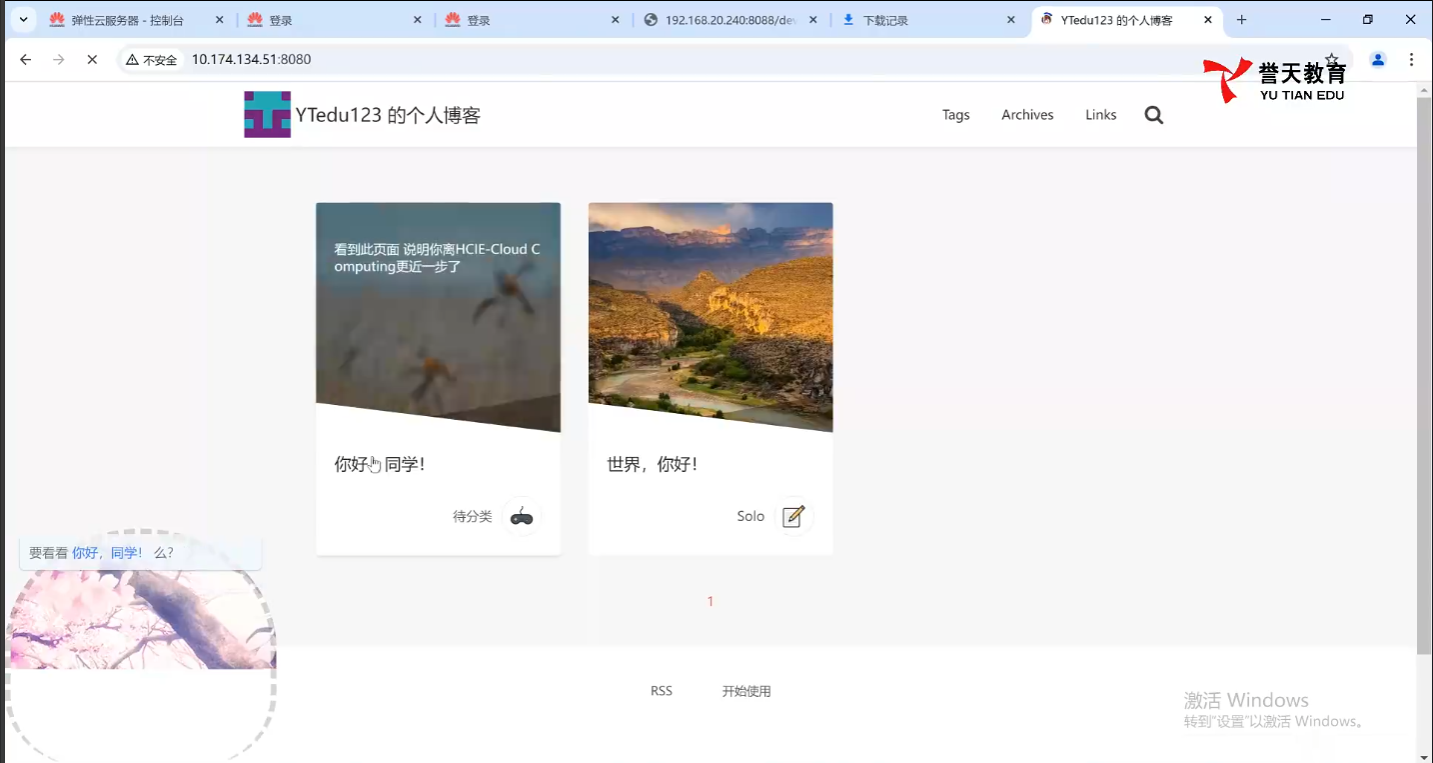 弹性云服务器 - 控制台
登录
登录
192.168.20.240:8088/de
下载记录
YTedu123 的个人博客
不安全
10.174.134.51:8080
誉天教育
YU TIAN EDU
YTedu123 的个人博客
Tags
Archives
Links
看到此页面 说明你离HCIE-Cloud C
omputing更近一步了
你好，同学！
世界，你好！
待分类
Solo
要看看 你好，同学！ 么？
1
RSS
开始使用
激活 Windows
转到"设置"以激活 Windows。